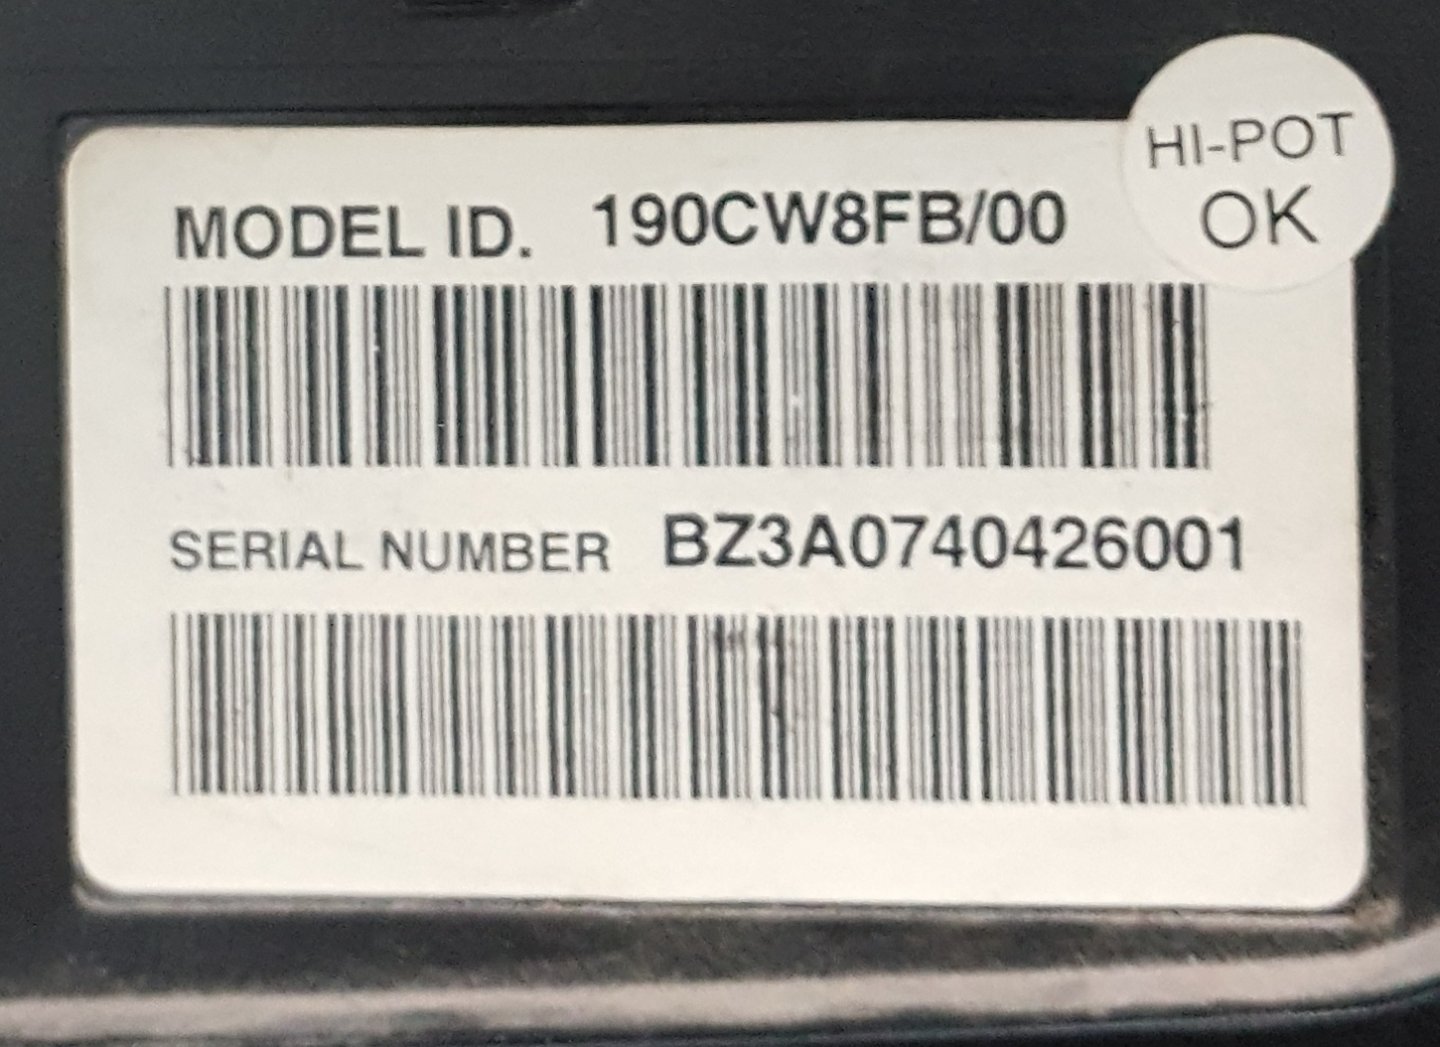 HI-POT
OK
MODEL ID. 190CW8FB/00
SERIAL NUMBER BZ3A0740426001